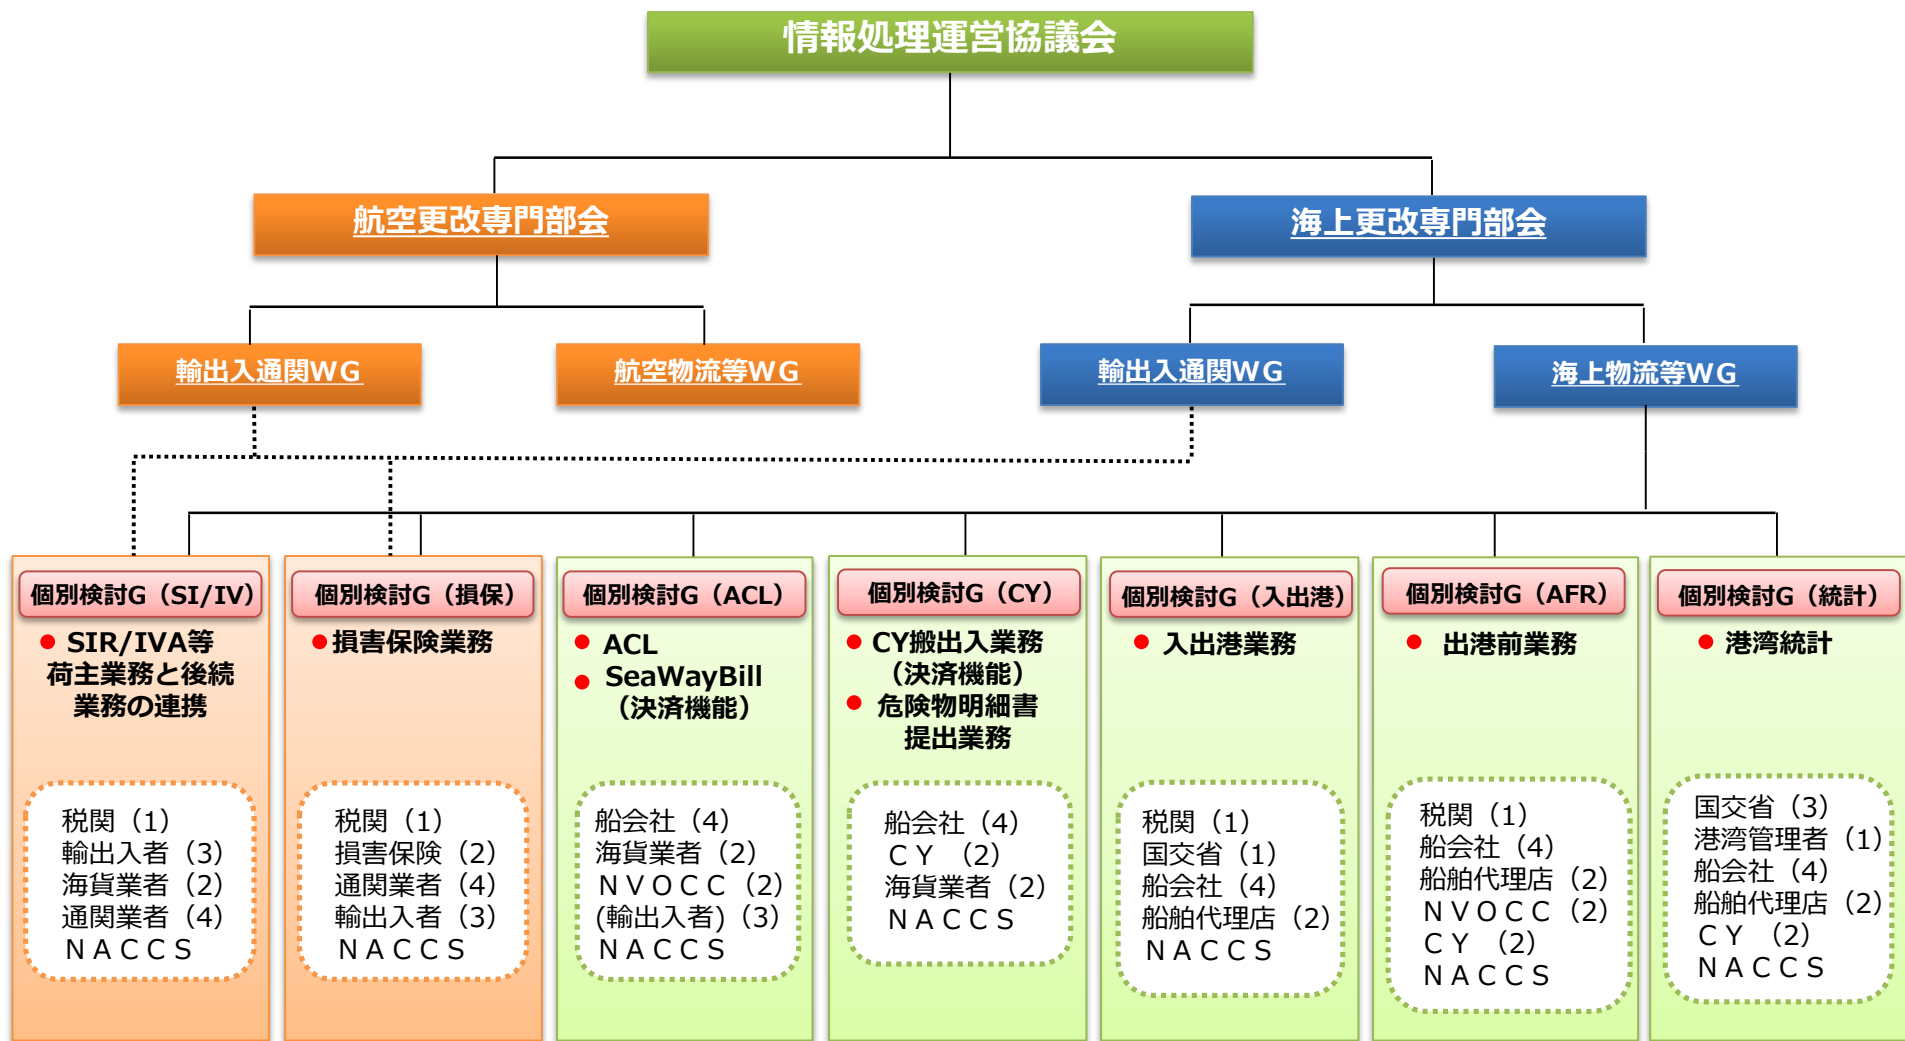 情報処理運営協議会
航空更改専門部会
海上更改専門部会
輸出入通関WG
航空物流等WG
輸出入通関WG
海上物流等WG
個別検討G（SI/IV）
● SIR/IVA等
荷主業務と後続
業務の連携
税関（1）
輸出入者（3）
海貨業者（2）
通関業者（4）
ＮＡＣＣＳ
個別検討G（損保）
●損害保険業務
税関（1）
損害保険（2）
通関業者（4）
輸出入者（3）
ＮＡＣＣＳ
個別検討G（ACL）
● ACL
● SeaWayBill
（決済機能）
船会社（4）
海貨業者（2）
ＮＶＯＣＣ（2）
(輸出入者)（3）
ＮＡＣＣＳ
個別検討G（CY）
● CY搬出入業務
（決済機能）
● 危険物明細書
提出業務
船会社（4）
ＣＹ （2）
海貨業者（2）
ＮＡＣＣＳ
個別検討G（入出港）
● 入出港業務
税関（1）
国交省（1）
船会社（4）
船舶代理店（2）
ＮＡＣＣＳ
個別検討G（AFR）
● 出港前業務
税関（1）
船会社（4）
船舶代理店（2）
ＮＶＯＣＣ（2）
ＣＹ （2）
ＮＡＣＣＳ
個別検討G（統計）
● 港湾統計
国交省（3）
港湾管理者（1）
船会社（4）
船舶代理店（2）
ＣＹ （2）
ＮＡＣＣＳ